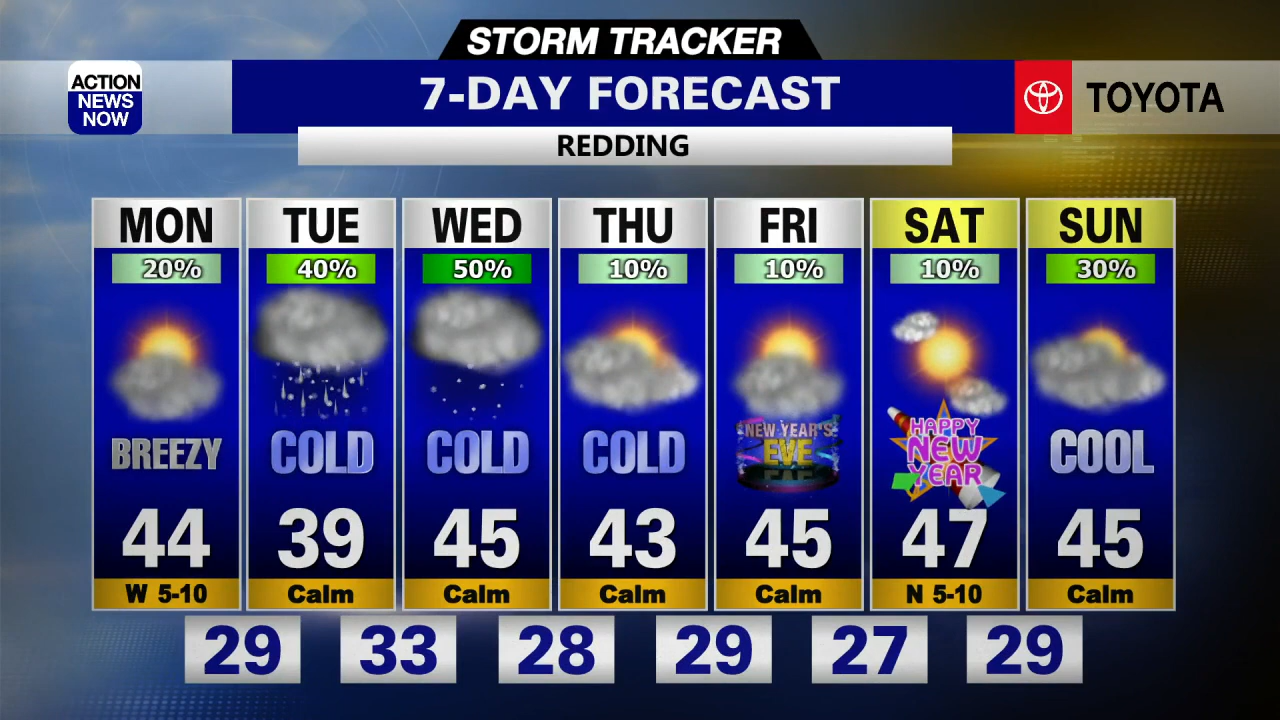 STORM TRACKER
ACTION
NEWS
NOW
7-DAY FORECAST
TOYOTA
REDDING
MON TUE WED THU FRI SAT SUN
20% 40% 50% 10% 10% 10% 30%
NEW YEAR'S
EVE
HAPPY
NEW
YEAR
BREEZY COLD COLD COLD COOL
44 39 45 43 45 47 45
W 5-10 Calm Calm Calm Calm N 5-10 Calm
29 33 28 29 27 29